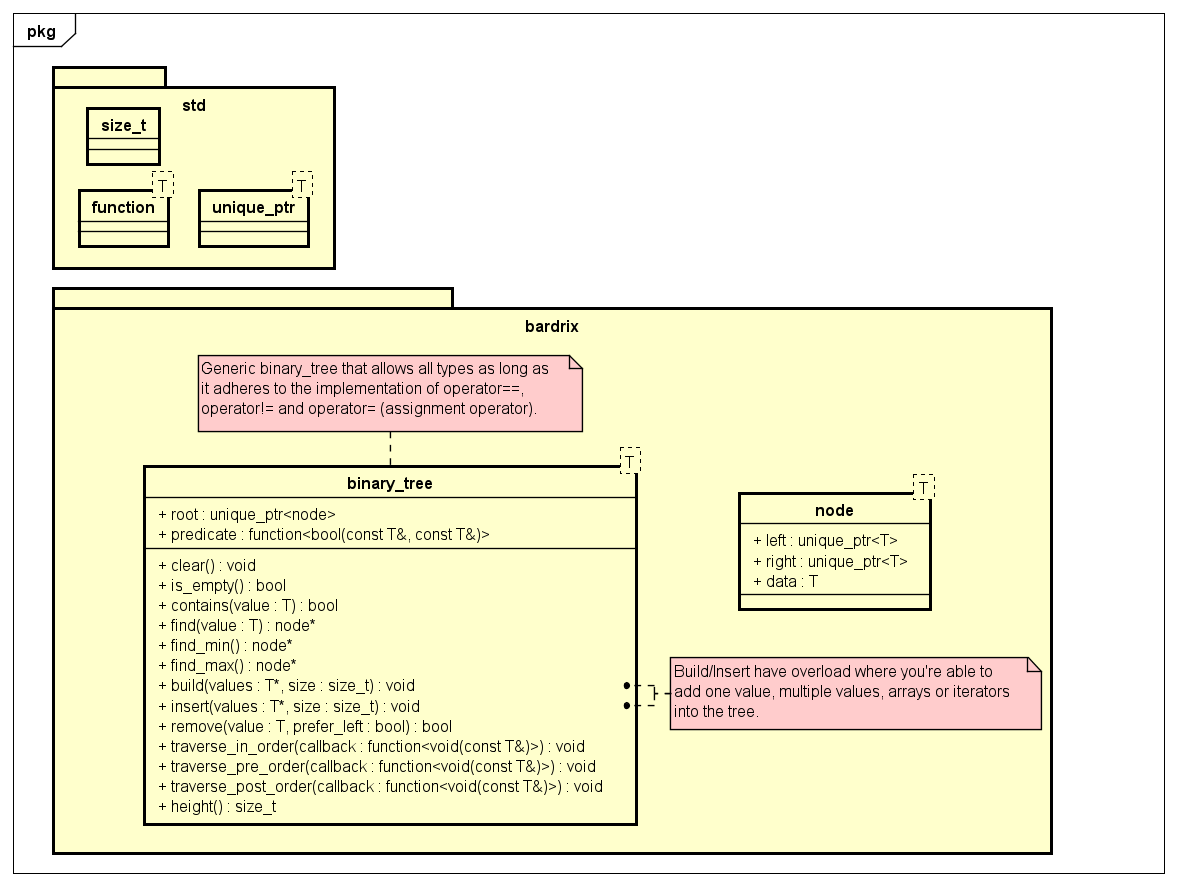 pkg
std
size_t
T
function
T
unique_ptr
bardrix
Generic binary_tree that allows all types as long as
it adheres to the implementation of operator==,
operator!= and operator= (assignment operator).
T
binary_tree
+ root : unique_ptr<node>
+ predicate : function<bool(const T&, const T&)>
+ clear() : void
+ is_empty() : bool
+ contains(value : T) : bool
+ find(value : T) : node*
+ find_min() : node*
+ find_max() : node*
+ build(values : T*, size : size_t) : void
+ insert(values : T*, size : size_t) : void
+ remove(value : T, prefer_left : bool) : bool
+ traverse_in_order(callback : function<void(const T&)>) : void
+ traverse_pre_order(callback : function<void(const T&)>) : void
+ traverse_post_order(callback : function<void(const T&)>) : void
+ height() : size_t
T
node
+ left : unique_ptr<T>
+ right : unique_ptr<T>
+ data : T
Build/Insert have overload where you're able to
add one value, multiple values, arrays or iterators
into the tree.